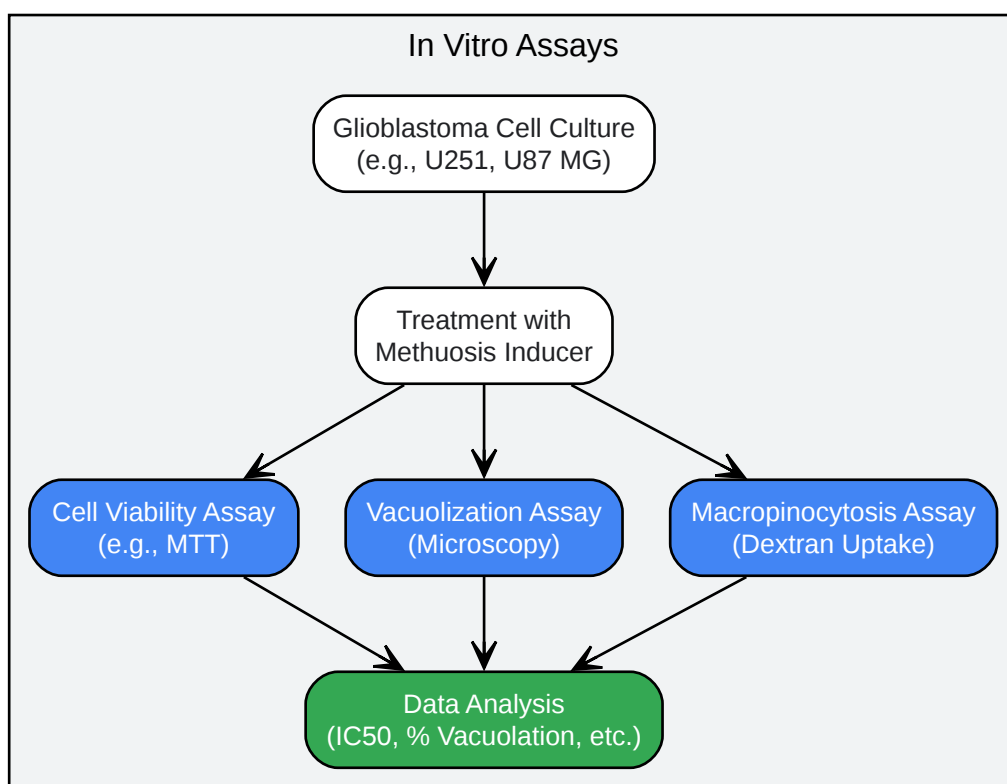 In Vitro Assays
Glioblastoma Cell Culture
(e.g., U251, U87 MG)
Treatment with
Methuosis Inducer
Cell Viability Assay
(e.g., MTT)
Vacuolization Assay
(Microscopy)
Macropinocytosis Assay
(Dextran Uptake)
Data Analysis
(IC50, % Vacuolation, etc.)